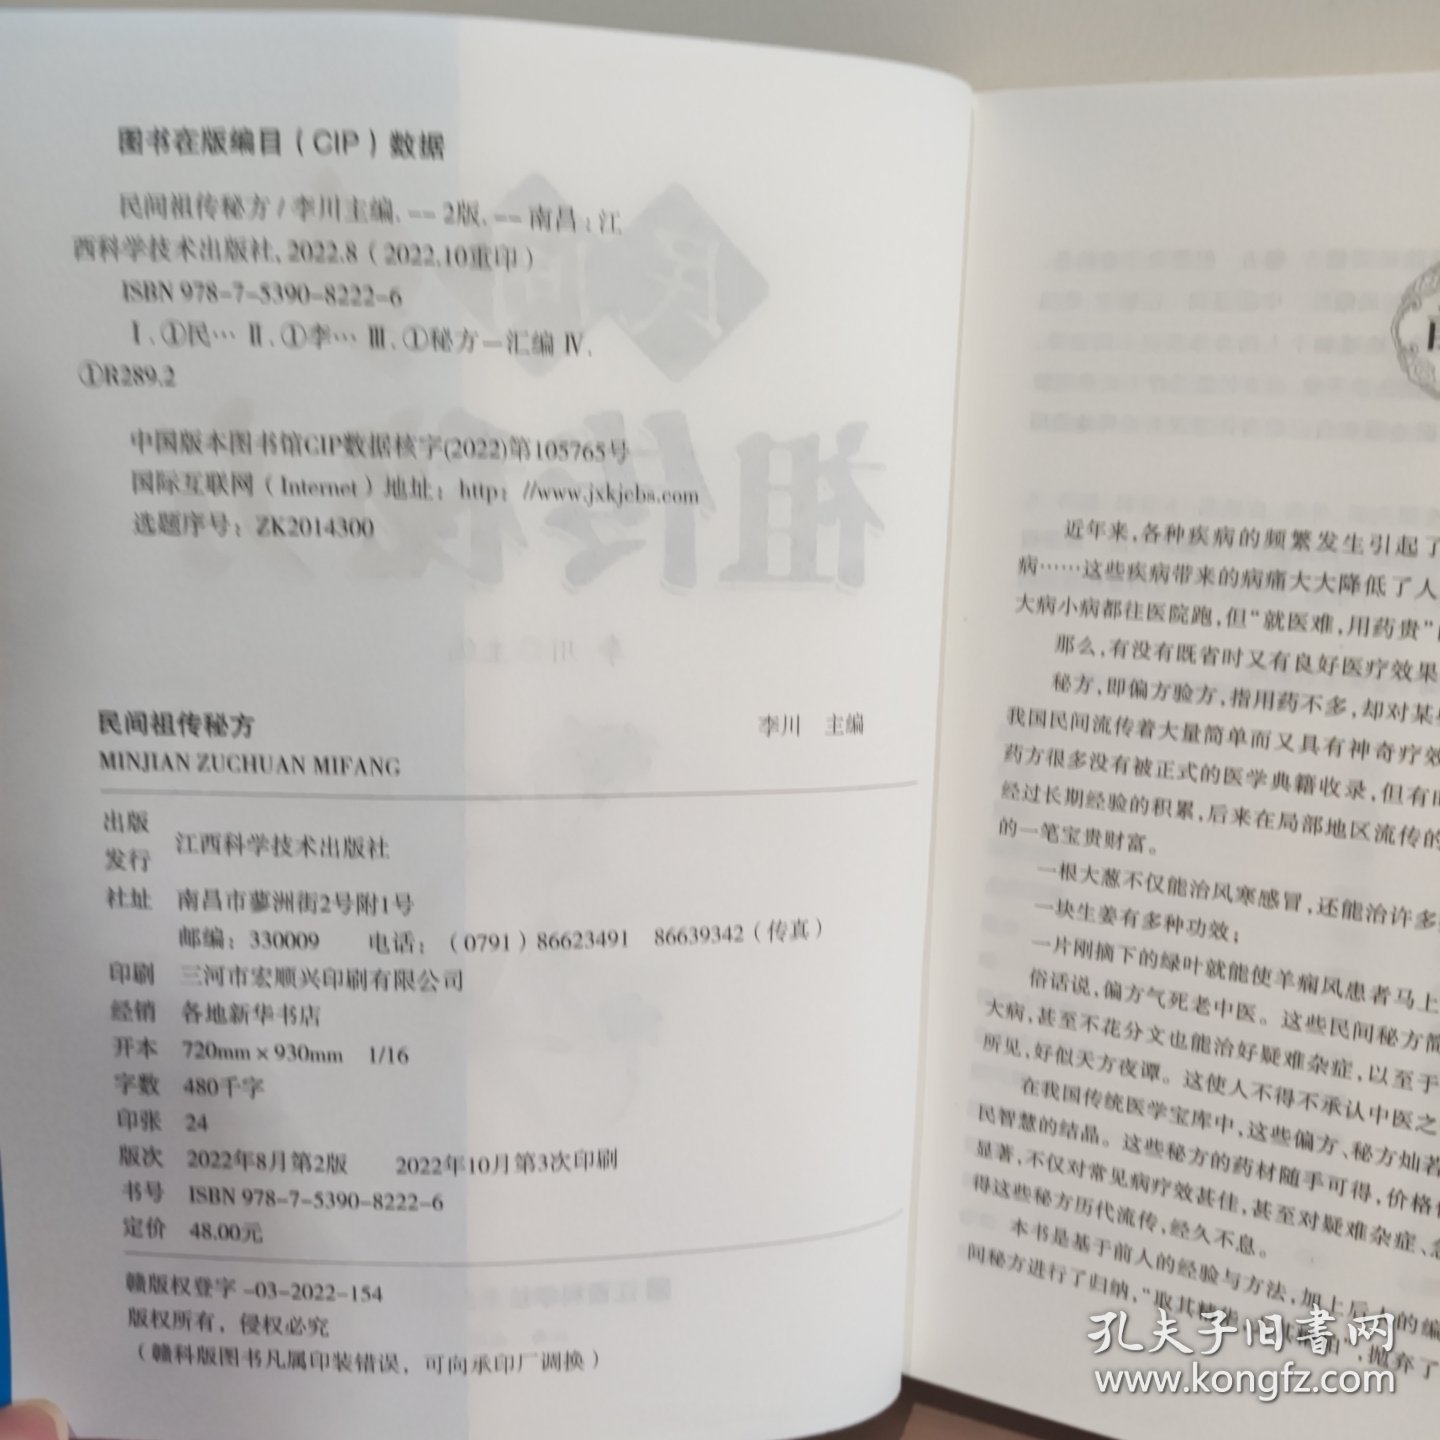 图书在版编目（CIP）数据
民间祖传秘方 / 李川主编. -- 2版. -- 南昌：江
西科学技术出版社, 2022.8（2022.10重印）
ISBN 978-7-5390-8222-6
Ⅰ. ①民… Ⅱ. ①李… Ⅲ. ①秘方－汇编 Ⅳ.
①R289.2
中国版本图书馆CIP数据核字(2022)第105765号
国际互联网（Internet）地址：http：//www.jxkjcbs.com
选题序号：ZK2014300
民间祖传秘方 李川 主编
MINJIAN ZUCHUAN MIFANG
出版
发行 江西科学技术出版社
社址 南昌市蓼洲街2号附1号
邮编：330009 电话：（0791）86623491 86639342（传真）
印刷 三河市宏顺兴印刷有限公司
经销 各地新华书店
开本 720mm×930mm 1/16
字数 480千字
印张 24
版次 2022年8月第2版 2022年10月第3次印刷
书号 ISBN 978-7-5390-8222-6
定价 48.00元
赣版权登字 -03-2022-154
版权所有，侵权必究
（赣科版图书凡属印装错误，可向承印厂调换）
近年来,各种疾病的频繁发生引起了
病……这些疾病带来的病痛大大降低了人
大病小病都往医院跑,但“就医难,用药贵”
那么,有没有既省时又有良好医疗效果
秘方,即偏方验方,指用药不多,却对某
我国民间流传着大量简单而又具有神奇疗效
药方很多没有被正式的医学典籍收录,但有
经过长期经验的积累,后来在局部地区流传的
的一笔宝贵财富。
一根大葱不仅能治风寒感冒,还能治许多
一块生姜有多种功效;
一片刚摘下的绿叶就能使羊痫风患者马上
俗话说,偏方气死老中医。这些民间秘方简
大病,甚至不花分文也能治好疑难杂症,以至于
所见,好似天方夜谭。这使人不得不承认中医之
在我国传统医学宝库中,这些偏方、秘方灿若
民智慧的结晶。这些秘方的药材随手可得,价格
显著,不仅对常见病疗效甚佳,甚至对疑难杂症、
得这些秘方历代流传,经久不息。
本书是基于前人的经验与方法,加上后人的编
间秘方进行了归纳,“取其精 ”,抛弃了
孔夫子旧书网
www.kongfz.com